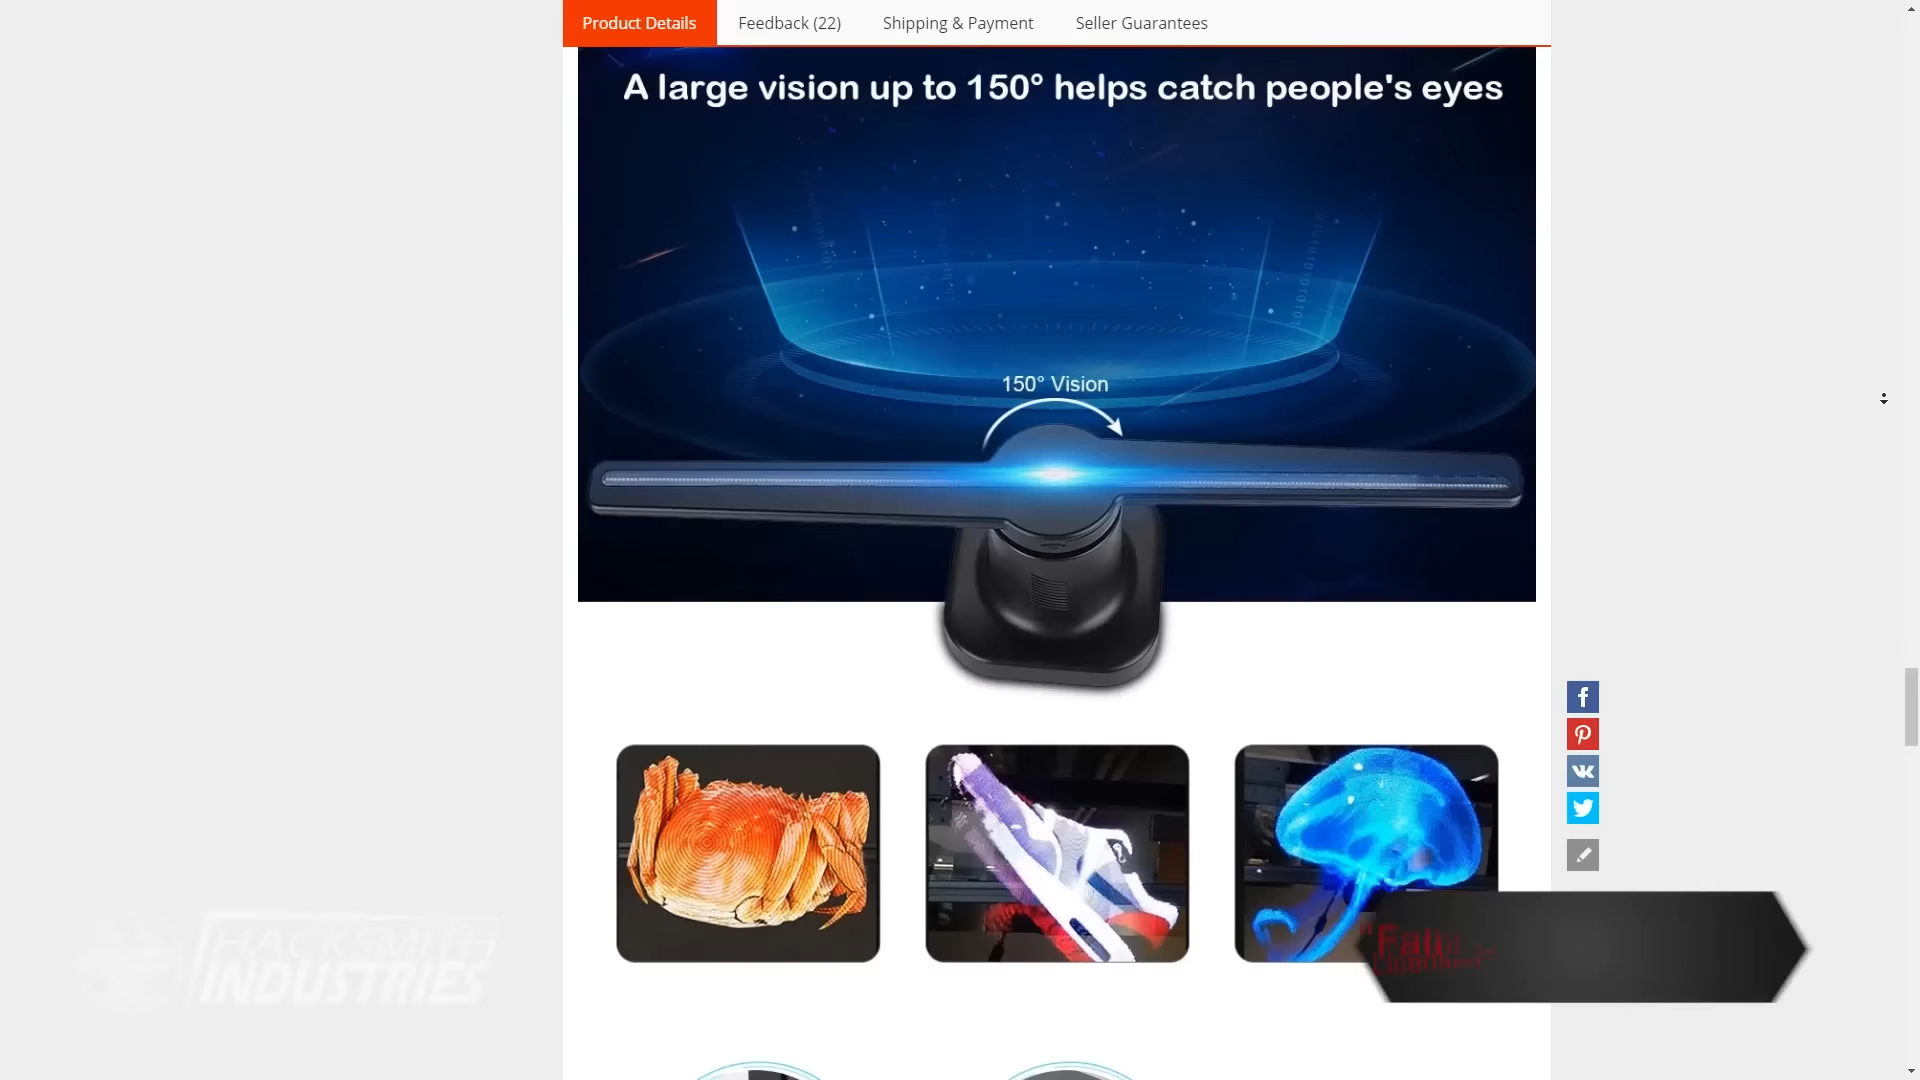 Product Details
Feedback (22)
Shipping & Payment
Seller Guarantees
A large vision up to 150° helps catch people's eyes
150° Vision
HACKSMITH
INDUSTRIES